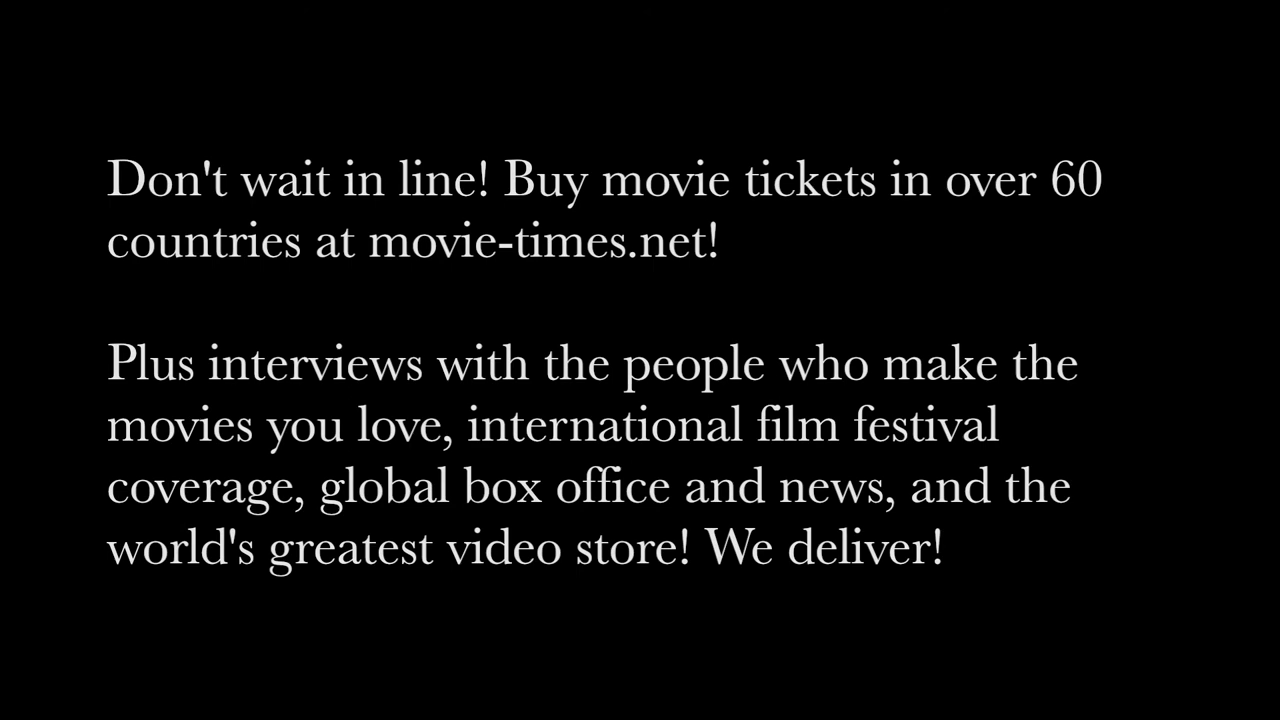 Don't wait in line! Buy movie tickets in over 60
countries at movie-times.net!
Plus interviews with the people who make the
movies you love, international film festival
coverage, global box office and news, and the
world's greatest video store! We deliver!